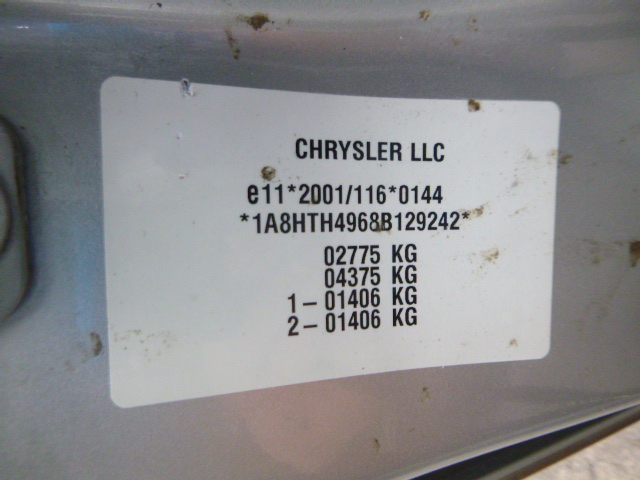 CHRYSLER LLC
e11*2001/116*0144
*1A8HTH4968B129242*
02775 KG
04375 KG
1-01406 KG
2-01406 KG